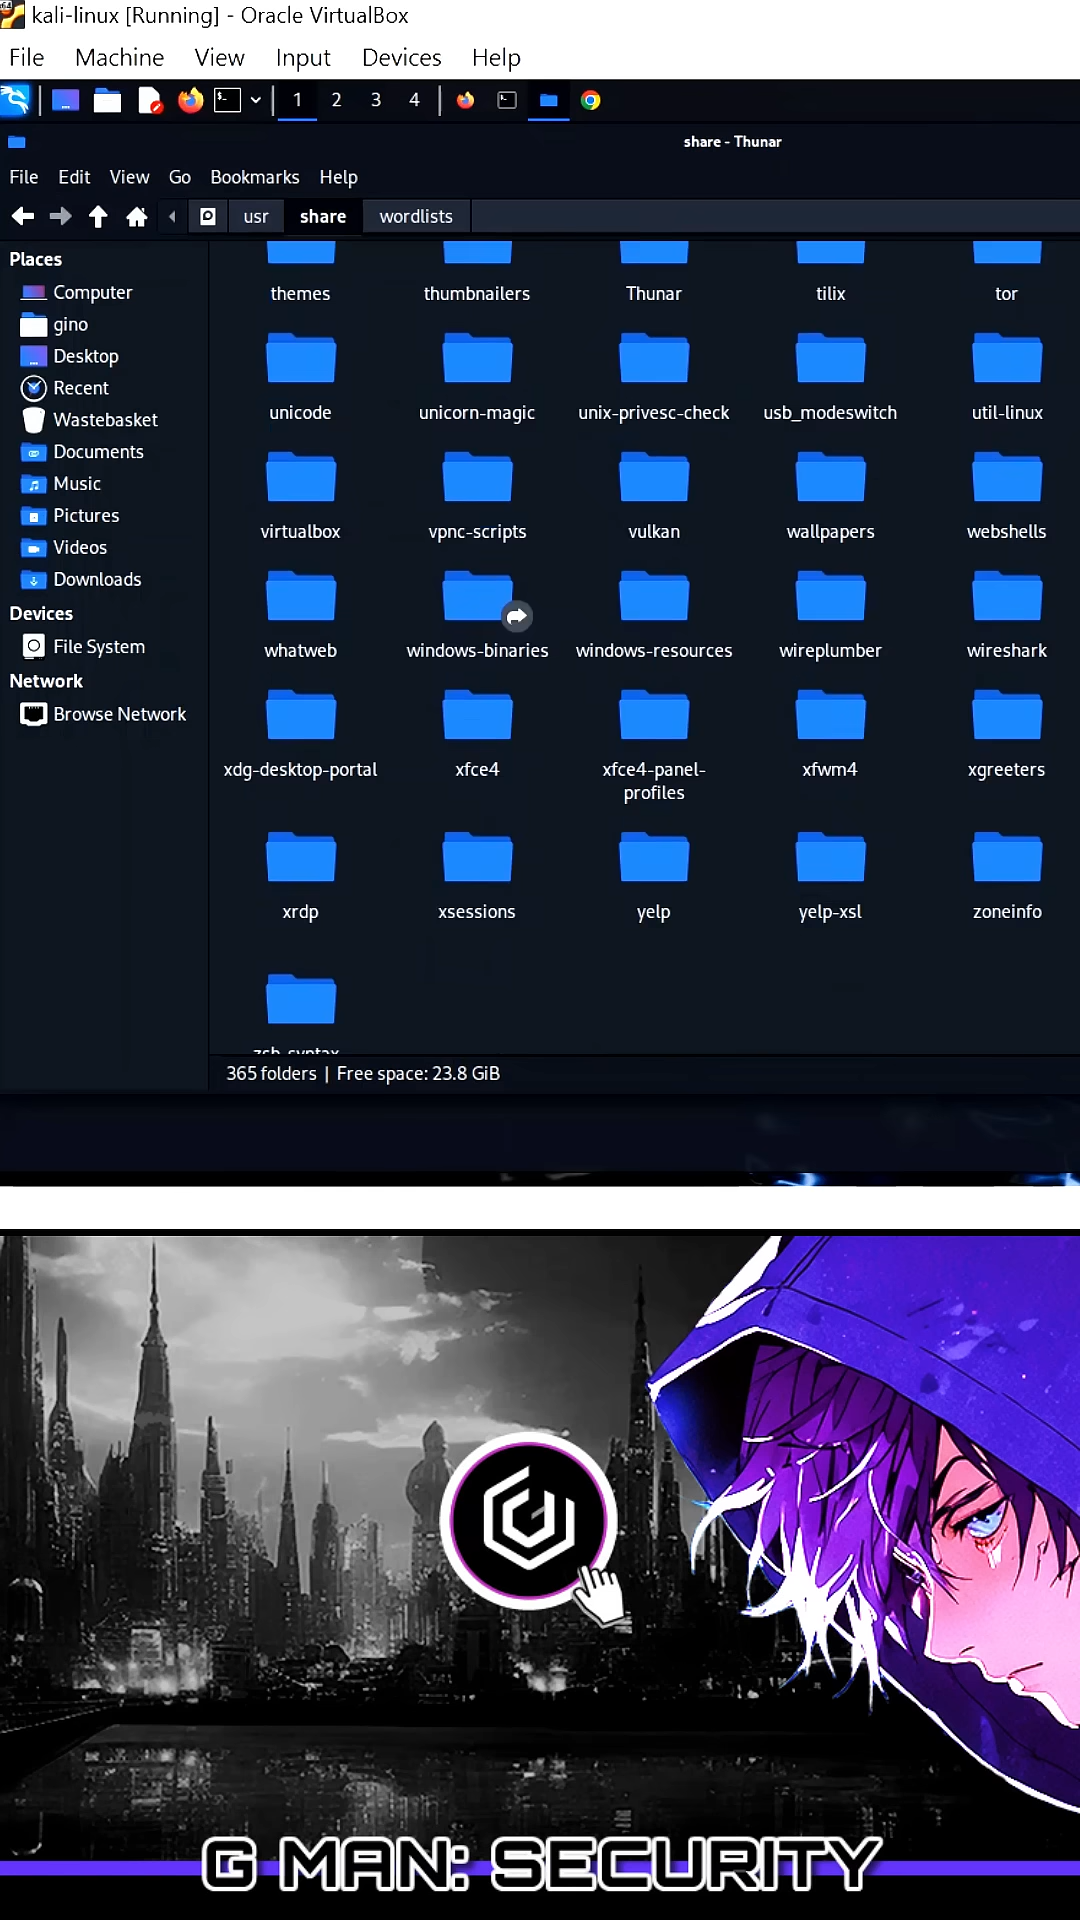 kali-linux [Running] - Oracle VirtualBox
File Machine View Input Devices Help
1 2 3 4
share - Thunar
File Edit View Go Bookmarks Help
usr share wordlists
Places
Computer
gino
Desktop
Recent
Wastebasket
Documents
Music
Pictures
Videos
Downloads
Devices
File System
Network
Browse Network
themes thumbnailers Thunar tilix tor
unicode unicorn-magic unix-privesc-check usb_modeswitch util-linux
virtualbox vpnc-scripts vulkan wallpapers webshells
whatweb windows-binaries windows-resources wireplumber wireshark
xdg-desktop-portal xfce4 xfce4-panel-profiles xfwm4 xgreeters
xrdp xsessions yelp yelp-xsl zoneinfo
365 folders | Free space: 23.8 GiB
G MAN: SECURITY